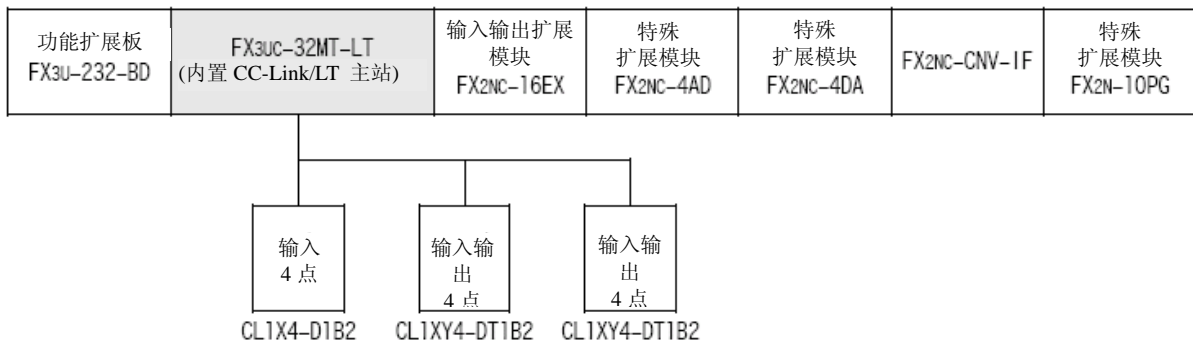 功能扩展板
FX3U-232-BD
FX3UC-32MT-LT
(内置 CC-Link/LT 主站)
输入输出扩展
模块
FX2NC-16EX
特殊
扩展模块
FX2NC-4AD
特殊
扩展模块
FX2NC-4DA
FX2NC-CNV-IF
特殊
扩展模块
FX2N-10PG
输入
4 点
CL1X4-D1B2
输入输
出
4 点
CL1XY4-DT1B2
输入输
出
4 点
CL1XY4-DT1B2